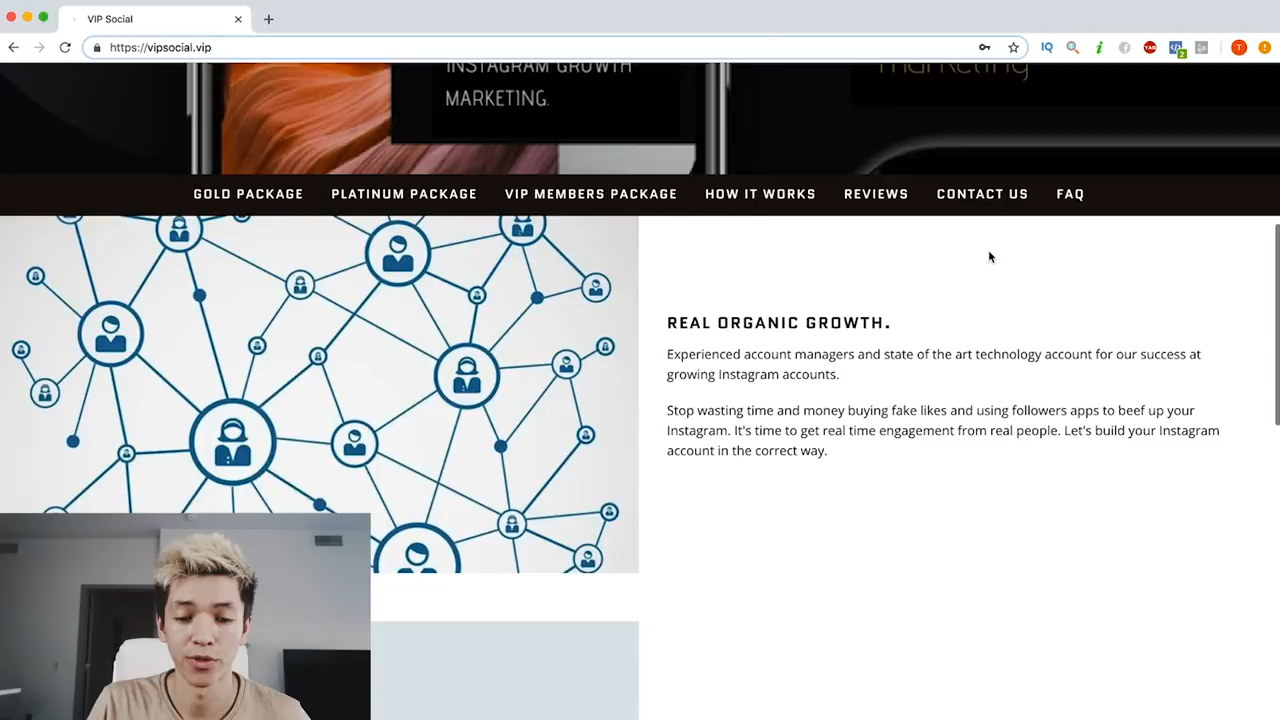 VIP Social
https://vipsocial.vip
IQ
YAB
2
T
INSTAGRAM GROWTH
MARKETING.
marketing
GOLD PACKAGE
PLATINUM PACKAGE
VIP MEMBERS PACKAGE
HOW IT WORKS
REVIEWS
CONTACT US
FAQ
REAL ORGANIC GROWTH.
Experienced account managers and state of the art technology account for our success at
growing Instagram accounts.
Stop wasting time and money buying fake likes and using followers apps to beef up your
Instagram. It's time to get real time engagement from real people. Let's build your Instagram
account in the correct way.